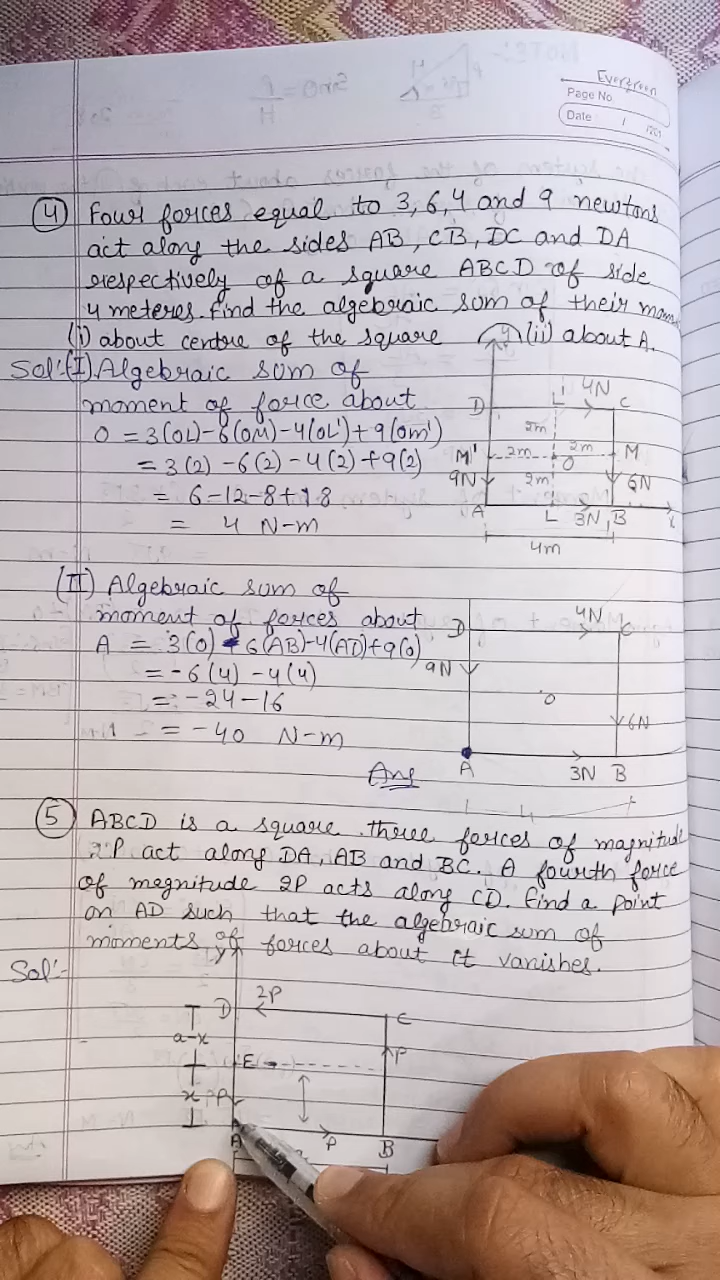 Evergreen
Page No
Date / /
(4) Four forces equal to 3, 6, 4 and 9 newtons
act along the sides AB, CB, DC and DA
respectively of a square ABCD of side
4 meteres. find the algebraic sum of their
(i) about centre of the square (ii) about A.
Sol:- (I) Algebraic sum of
moment of force about
O = 3(OL) - 6(OM) - 4(OL') + 9(OM')
= 3(2) - 6(2) - 4(2) + 9(2)
= 6 - 12 - 8 + 18
= 4 N-m
y
D L' 4N C
2m
M' 2m 2m M
O
9N 2m 6N
A L 3N B x
4m
(II) Algebraic sum of
moment of forces about
A = 3(0) - 6(AB) - 4(AD) + 9(0)
= -6(4) - 4(4)
= -24 - 16
= -40 N-m
Ans
D 4N C
9N
O
6N
A 3N B
4
(5) ABCD is a square three forces of magnitude
2P act along DA, AB and BC. A fourth force
of megnitude 2P acts along CD. find a point
on AD such that the algebraic sum of
moments of forces about it vanishes.
Sol:-
y
D 2P C
a-x
E P
x P
A P B